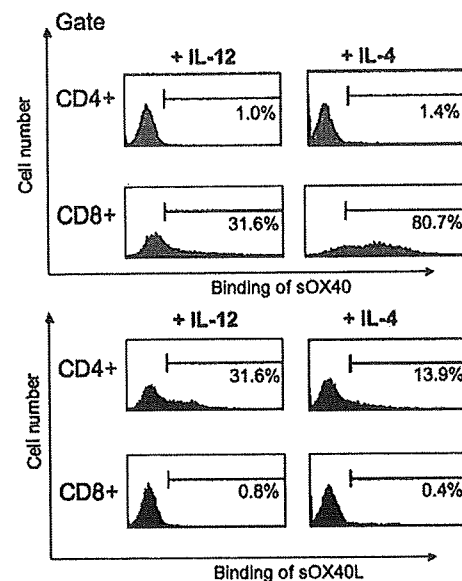 Gate
+ IL-12 + IL-4
CD4+ 1.0% 1.4%
CD8+ 31.6% 80.7%
Cell number
Binding of sOX40
+ IL-12 + IL-4
CD4+ 31.6% 13.9%
CD8+ 0.8% 0.4%
Cell number
Binding of sOX40L